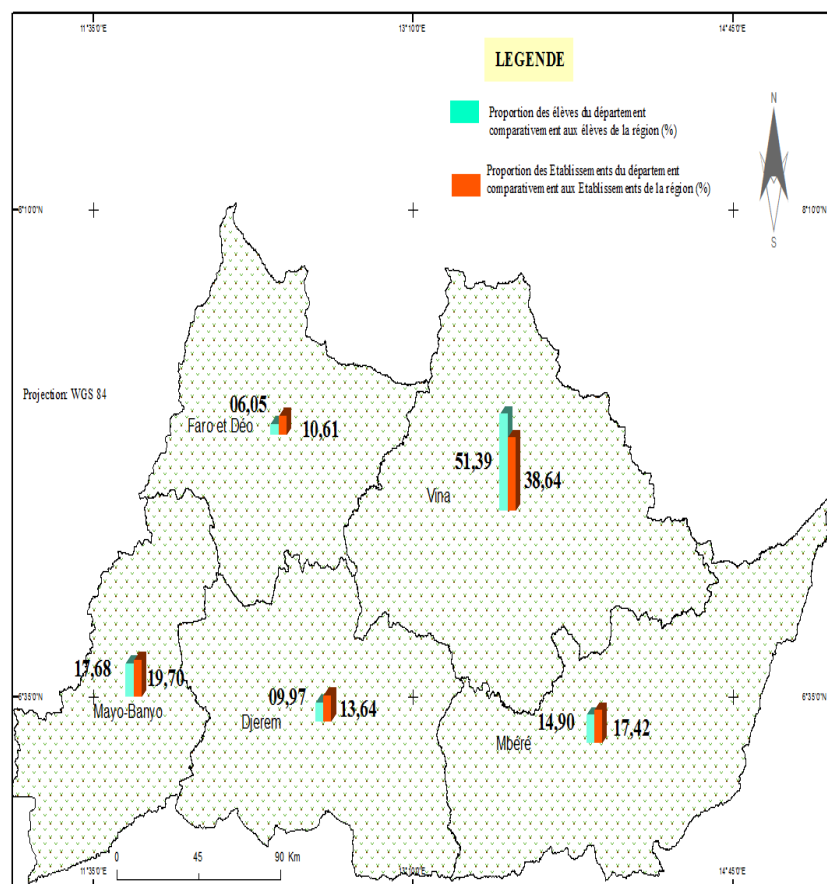 11°35'0"E 13°10'0"E 14°45'0"E
LEGENDE
Proportion des élèves du département
comparativement aux élèves de la région (%)
Proportion des Etablissements du département
comparativement aux Etablissements de la région (%)
N
S
8°10'0"N 8°10'0"N
Projection: WGS 84
06,05
Faro et Déo
10,61
51,39
38,64
Vina
17,68
19,70
Mayo-Banyo
09,97
13,64
Djerem
14,90
17,42
Mbéré
6°35'0"N
0 45 90 Km
11°35'0"E 14°45'0"E